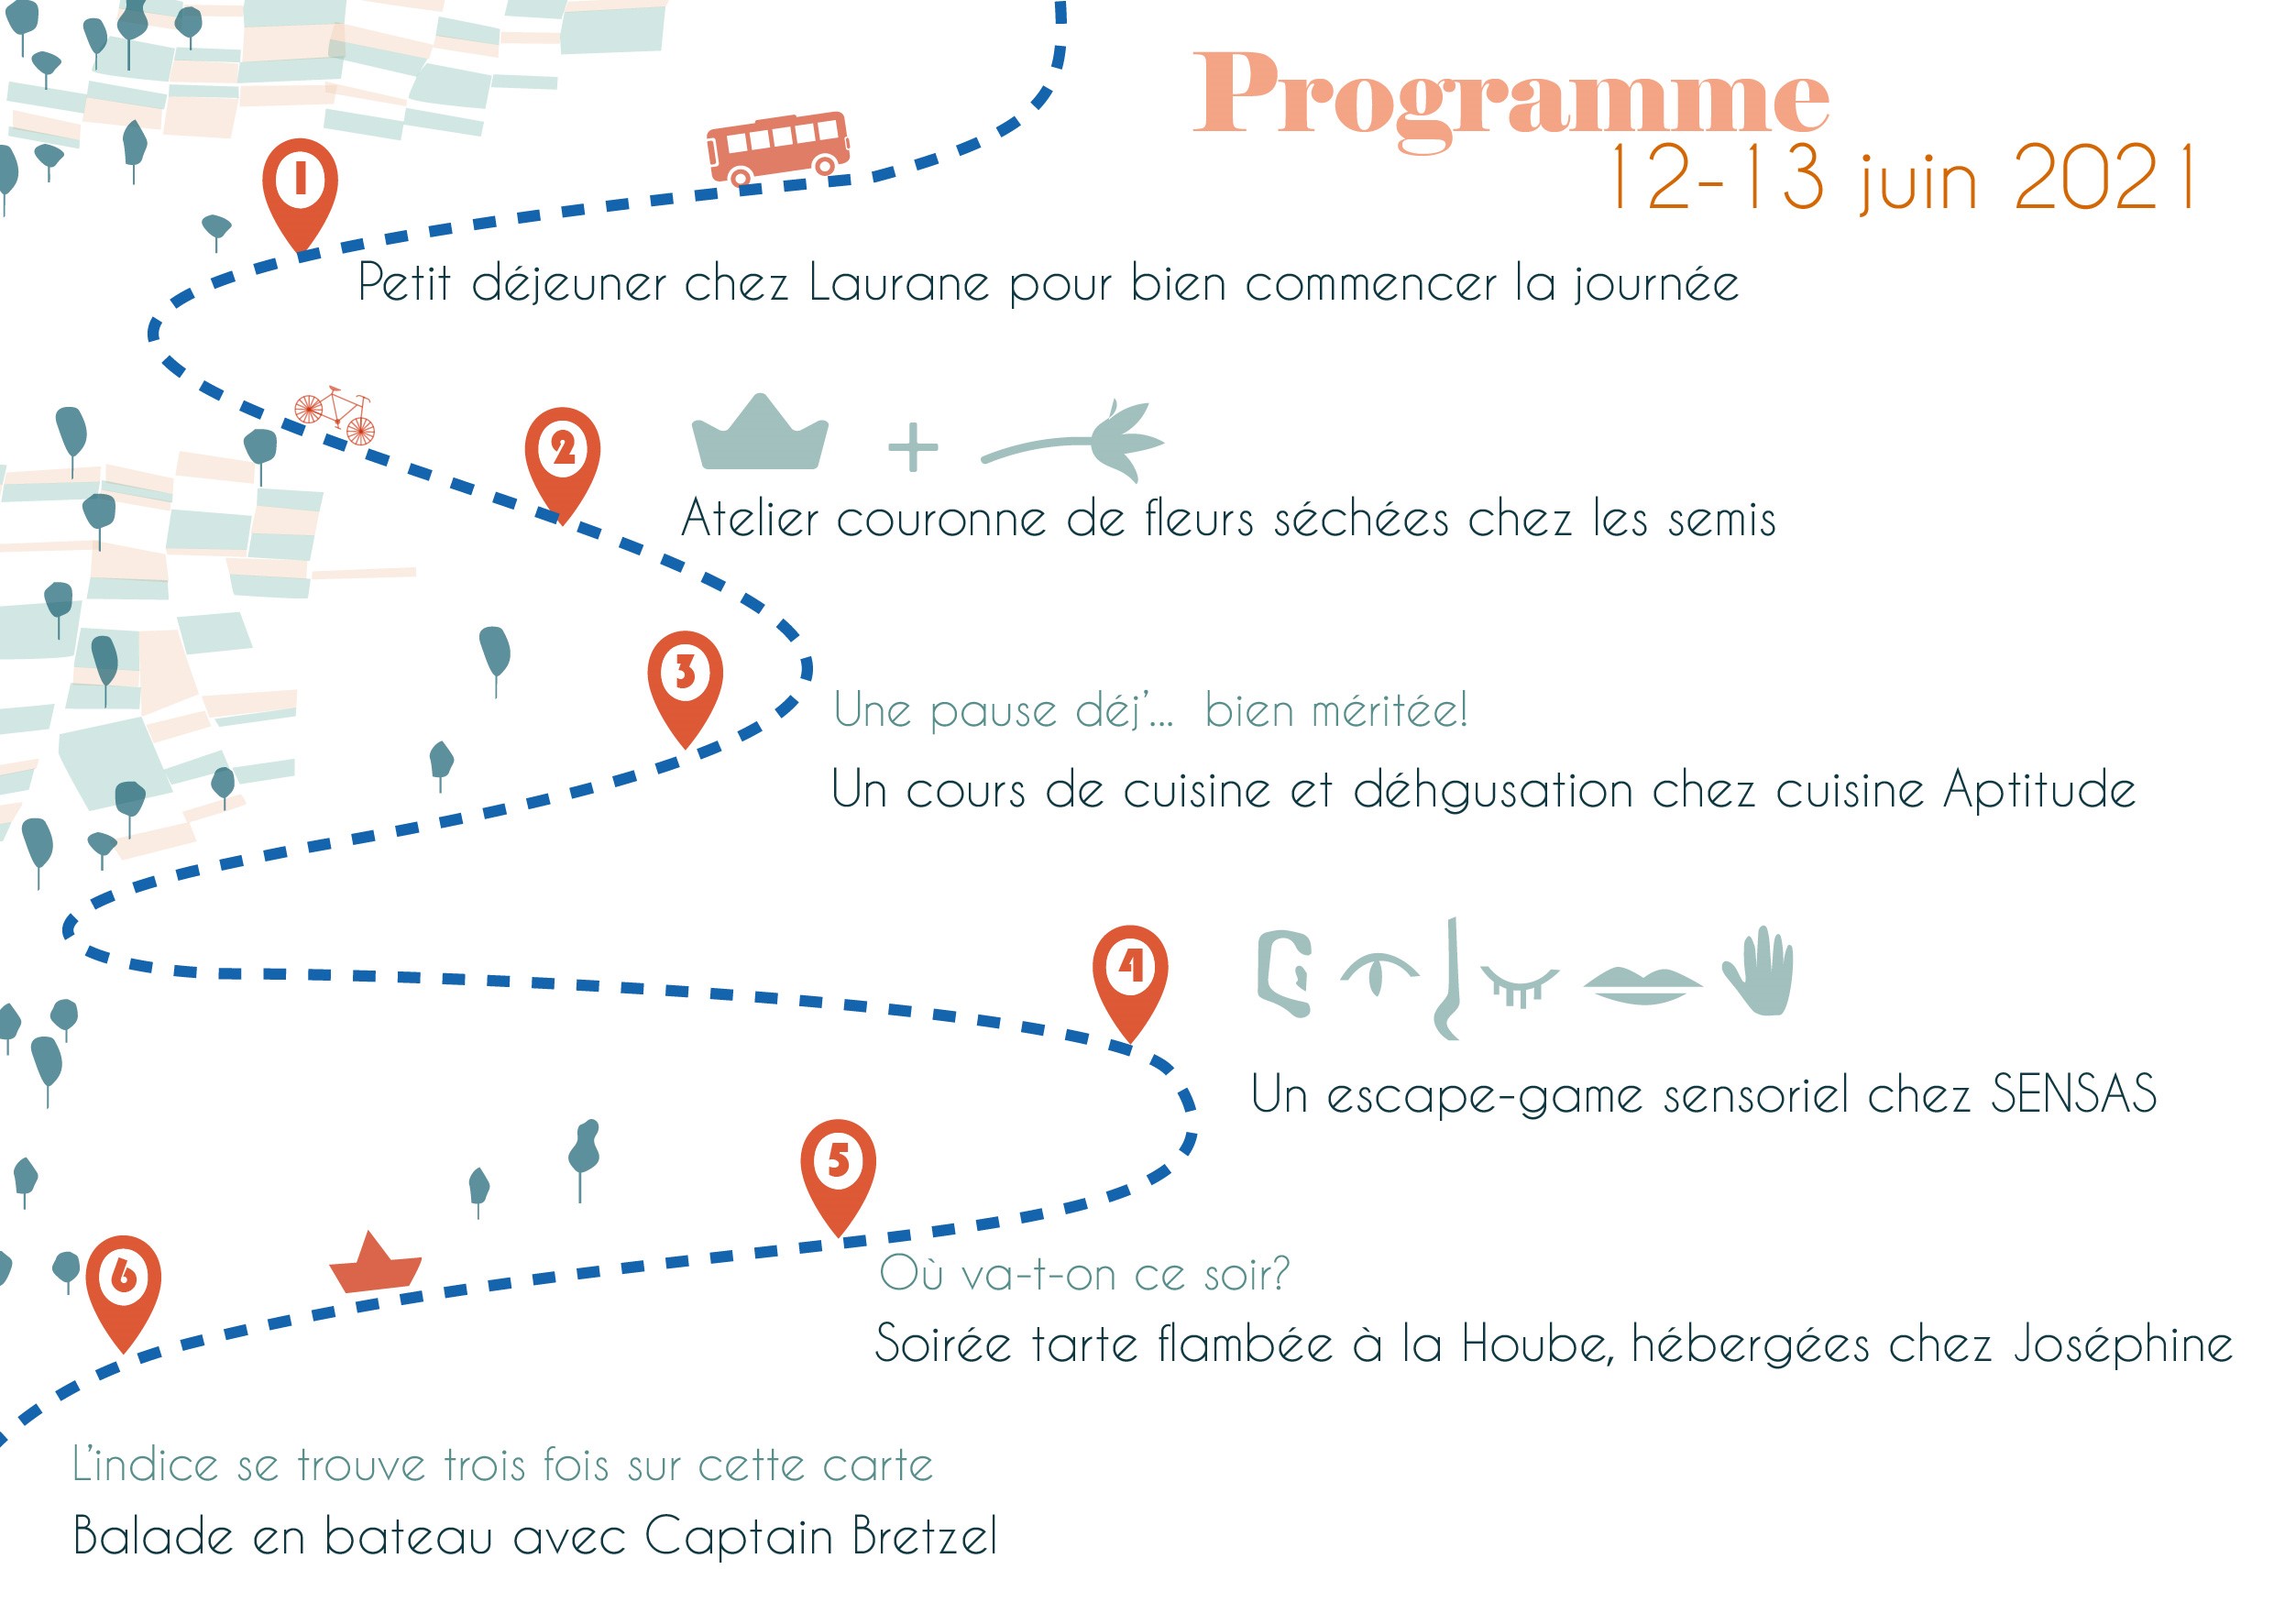 Programme
12-13 juin 2021
1
Petit déjeuner chez Laurane pour bien commencer la journée
2
+
Atelier couronne de fleurs séchées chez les semis
3
Une pause déj'... bien méritée!
Un cours de cuisine et déhgusation chez cuisine Aptitude
4
Un escape-game sensoriel chez SENSAS
5
Où va-t-on ce soir?
Soirée tarte flambée à la Hoube, hébergées chez Joséphine
6
L'indice se trouve trois fois sur cette carte
Balade en bateau avec Captain Bretzel